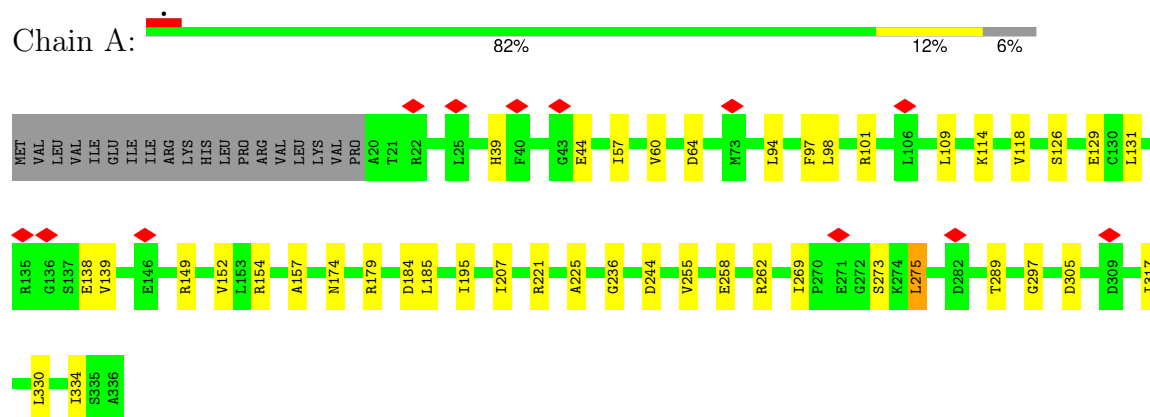 Chain A:
82% 12% 6%
MET VAL LEU VAL ILE GLU ILE ILE ARG LYS HIS LEU PRO ARG VAL LEU LYS VAL PRO A20 T21 R22 L25 H39 F40 G43 E44 I57 V60 D64 M73 L94 F97 L98 R101 L106 L109 K114 V118 S126 E129 C130 L131
R135 G136 S137 E138 V139 E146 R149 V152 L153 R154 A157 N174 R179 D184 L185 I195 I207 R221 A225 G236 D244 V255 E258 R262 I269 P270 E271 G272 S273 K274 L275 D282 T289 G297 D305 D309 I317
L330 I334 S335 A336